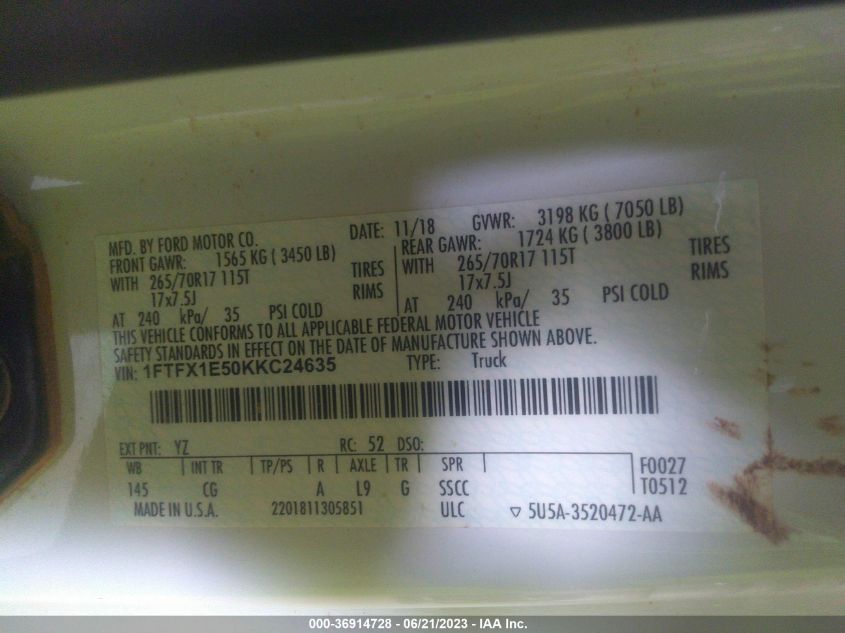 MFD. BY FORD MOTOR CO.
DATE: 11/18 GVWR: 3198 KG ( 7050 LB)
FRONT GAWR: 1565 KG ( 3450 LB)
REAR GAWR: 1724 KG ( 3800 LB)
WITH 265/70R17 115T TIRES
WITH 265/70R17 115T TIRES
17x7.5J RIMS
17x7.5J RIMS
AT 240 kPa/ 35 PSI COLD
AT 240 kPa/ 35 PSI COLD
THIS VEHICLE CONFORMS TO ALL APPLICABLE FEDERAL MOTOR VEHICLE
SAFETY STANDARDS IN EFFECT ON THE DATE OF MANUFACTURE SHOWN ABOVE.
VIN: 1FTFX1E50KKC24635 TYPE: Truck
EXT PNT: YZ RC: 52 DSO:
WB INT TR TP/PS R AXLE TR SPR F0027
145 CG A L9 G SSCC T0512
MADE IN U.S.A. 2201811305851 ULC ▽ 5U5A-3520472-AA
000-36914728 - 06/21/2023 - IAA Inc.